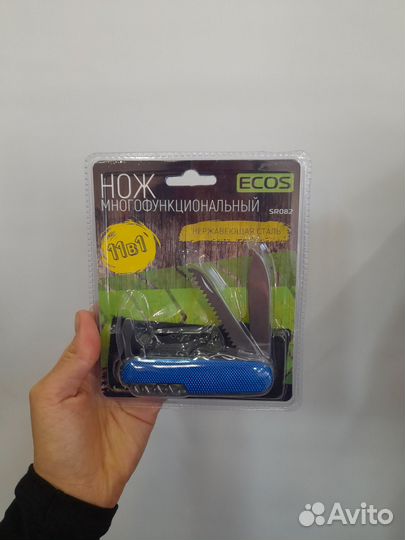 НОЖ
МНОГОФУНКЦИОНАЛЬНЫЙ
ECOS
SR082
НЕРЖАВЕЮЩАЯ СТАЛЬ
11в1
Avito